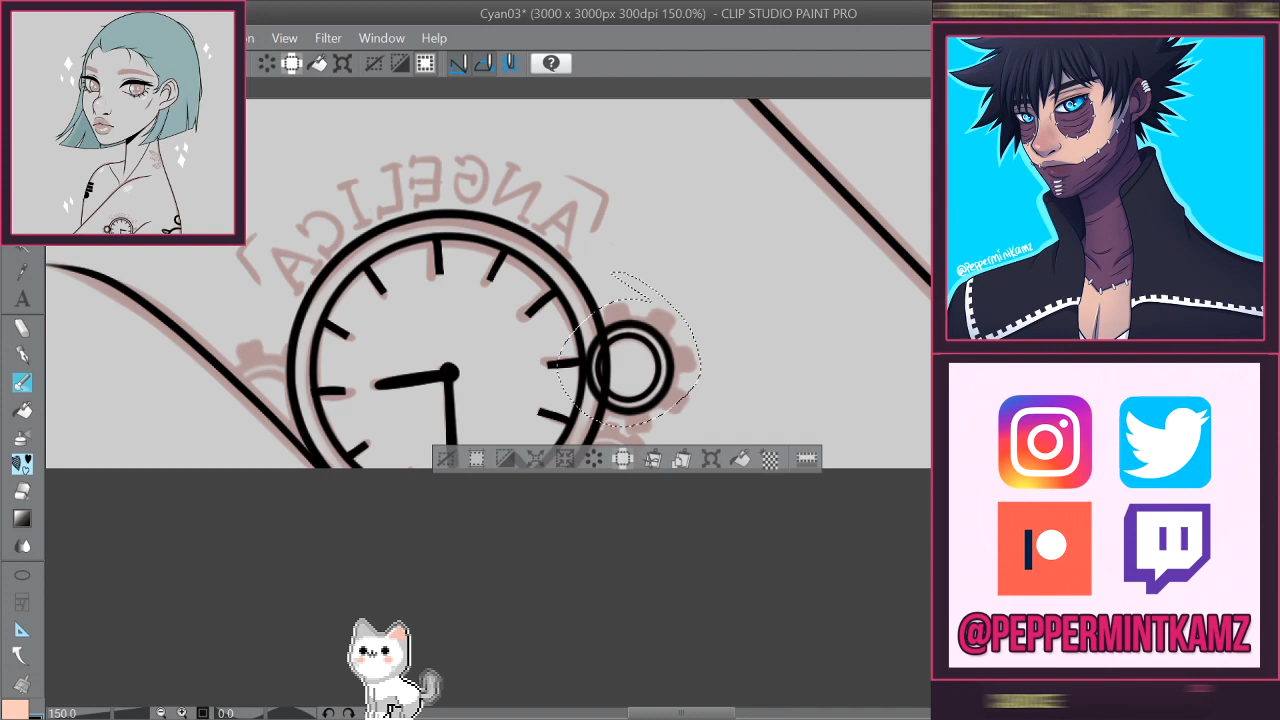 Cyan03* (3000 x 3000px 300dpi 150.0%) - CLIP STUDIO PAINT PRO
View Filter Window Help
"ANGELICA"
@PeppermintKamz
150.0 0.0
@PEPPERMINTKAMZ